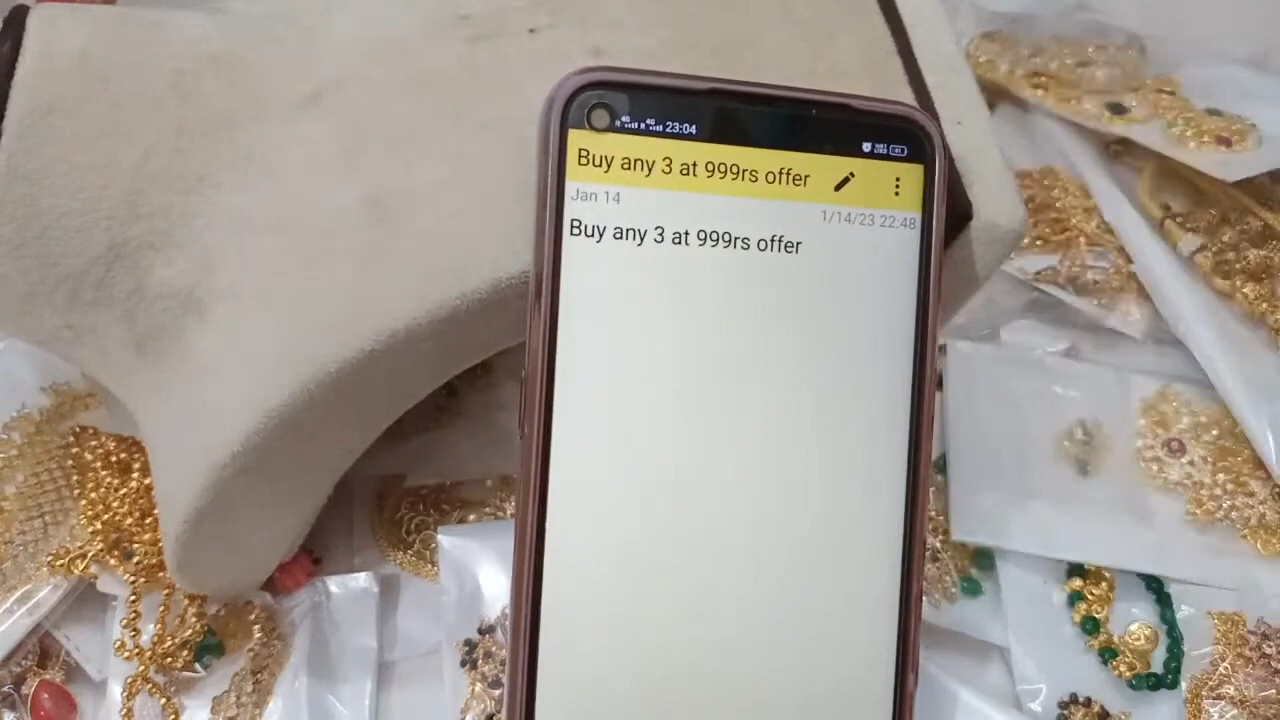 23:04
Buy any 3 at 999rs offer
Jan 14
1/14/23 22:48
Buy any 3 at 999rs offer